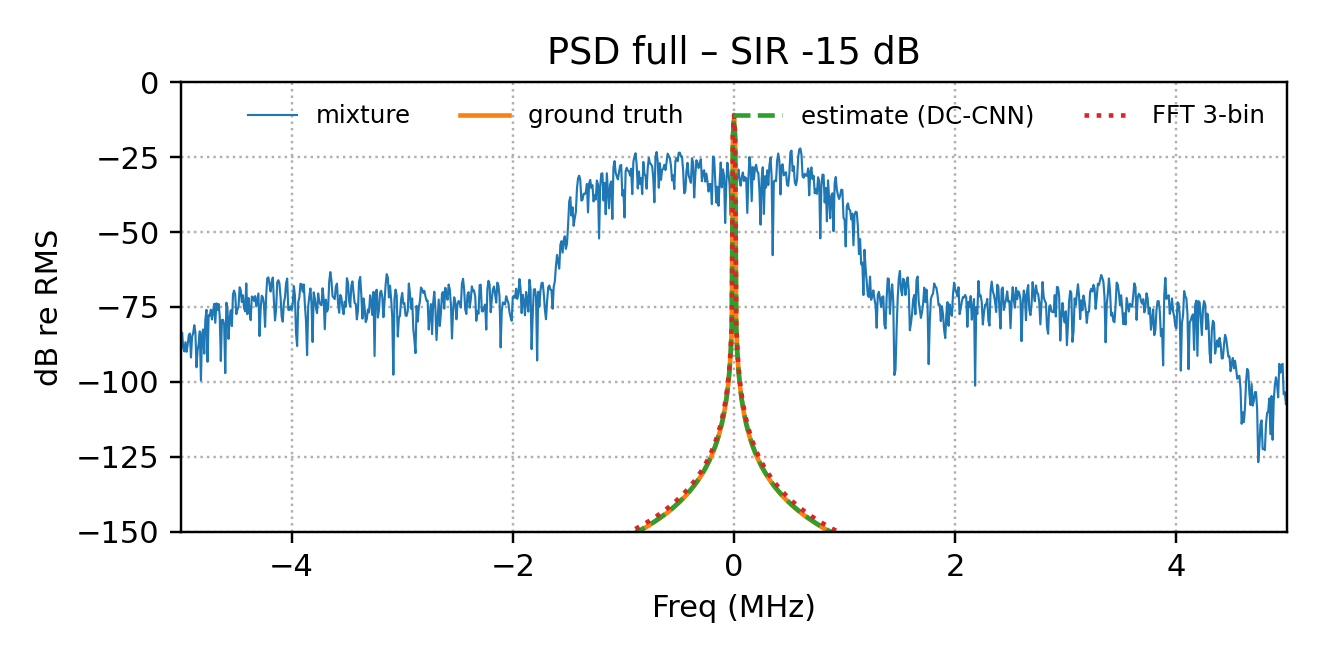 PSD full – SIR -15 dB
mixture ground truth estimate (DC-CNN) FFT 3-bin
0
−25
−50
−75
−100
−125
−150
dB re RMS
−4 −2 0 2 4
Freq (MHz)